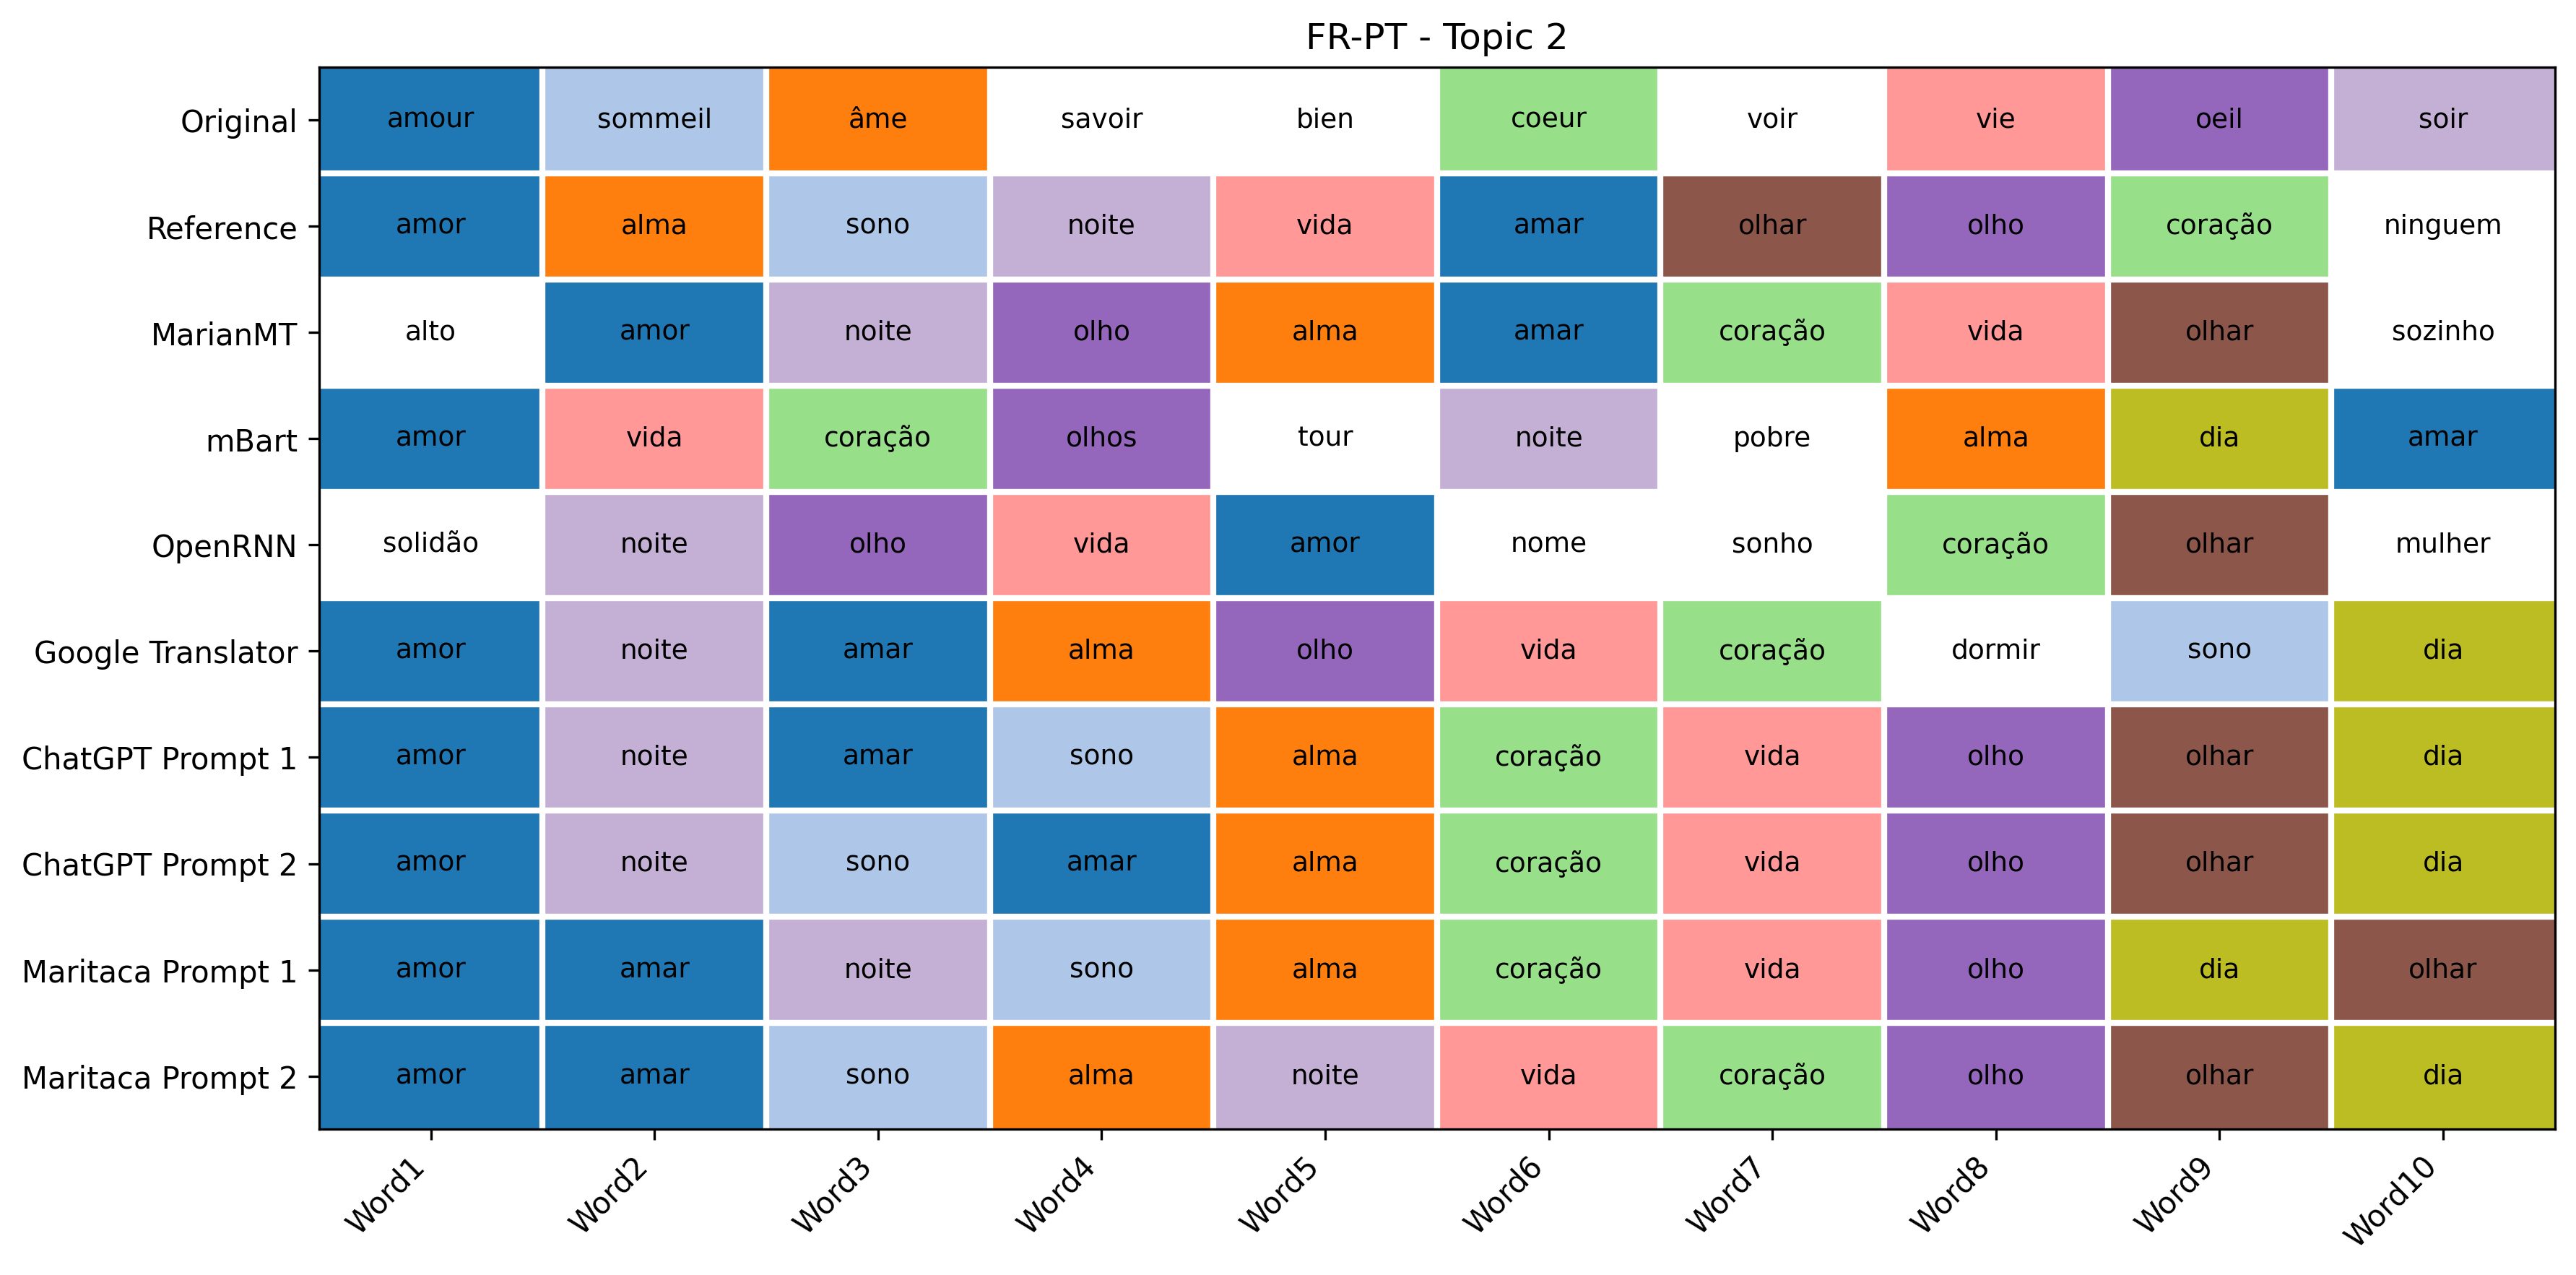 FR-PT - Topic 2
Original amour sommeil âme savoir bien coeur voir vie oeil soir
Reference amor alma sono noite vida amar olhar olho coração ninguem
MarianMT alto amor noite olho alma amar coração vida olhar sozinho
mBart amor vida coração olhos tour noite pobre alma dia amar
OpenRNN solidão noite olho vida amor nome sonho coração olhar mulher
Google Translator amor noite amar alma olho vida coração dormir sono dia
ChatGPT Prompt 1 amor noite amar sono alma coração vida olho olhar dia
ChatGPT Prompt 2 amor noite sono amar alma coração vida olho olhar dia
Maritaca Prompt 1 amor amar noite sono alma coração vida olho dia olhar
Maritaca Prompt 2 amor amar sono alma noite vida coração olho olhar dia
Word1 Word2 Word3 Word4 Word5 Word6 Word7 Word8 Word9 Word10